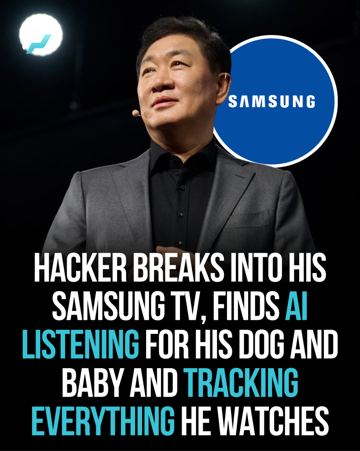 SAMSUNG
HACKER BREAKS INTO HIS
SAMSUNG TV, FINDS AI
LISTENING FOR HIS DOG AND
BABY AND TRACKING
EVERYTHING HE WATCHES